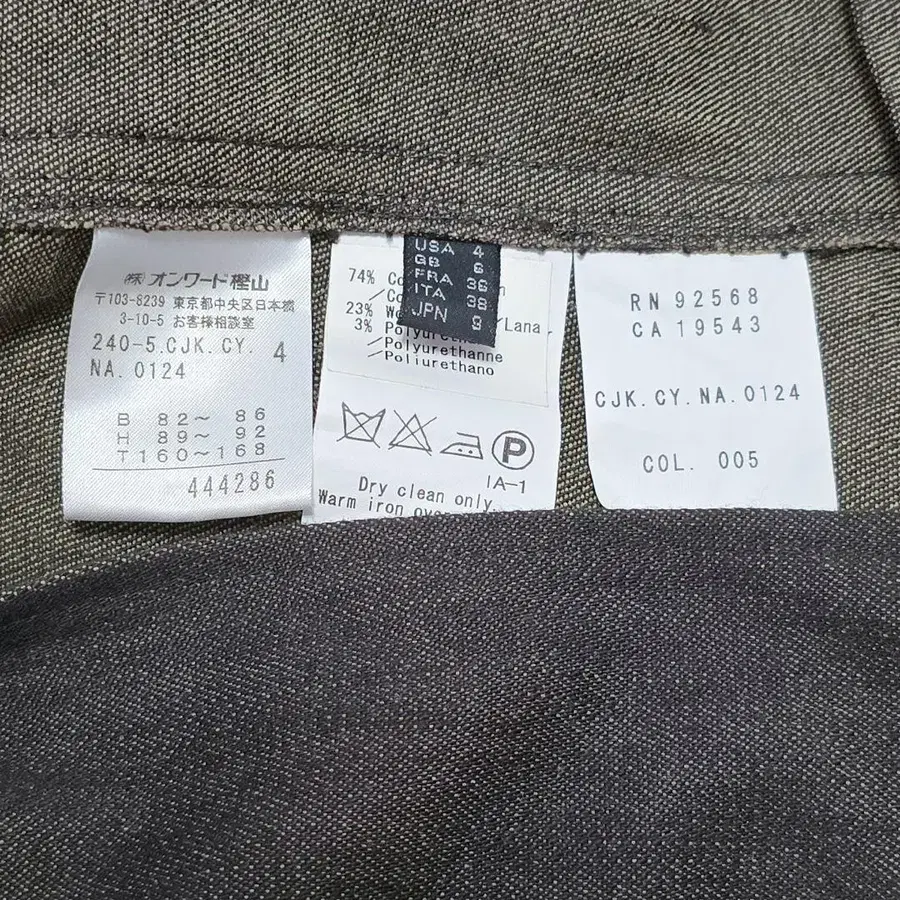 ㈱ オンワード樫山
〒103-8239 東京都中央区日本橋
3-10-5 お客様相談室
240-5.CJK.CY. 4
NA. 0124
B 82〜 86
H 89〜 92
T160〜168
444286
USA 4
GB 6
FRA 36
ITA 38
JPN 9
74%
23% /Lana
3% Polyurethane
/Polyurethanne
/Poliurethano
P
IA-1
Dry clean only.
Warm iron
RN 92568
CA 19543
CJK.CY.NA.0124
COL. 005